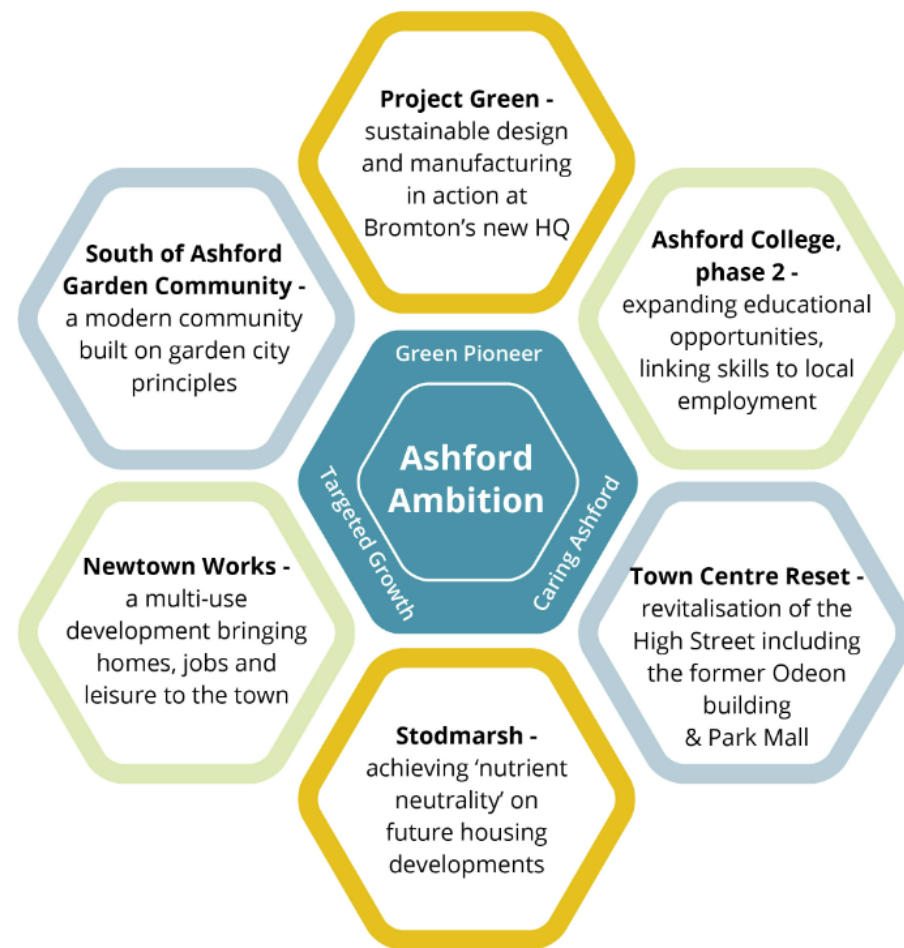 Project Green -
sustainable design
and manufacturing
in action at
Bromton's new HQ
Ashford College,
phase 2 -
expanding educational
opportunities,
linking skills to local
employment
Town Centre Reset -
revitalisation of the
High Street including
the former Odeon
building
& Park Mall
Stodmarsh -
achieving ‘nutrient
neutrality’ on
future housing
developments
Newtown Works -
a multi-use
development bringing
homes, jobs and
leisure to the town
South of Ashford
Garden Community -
a modern community
built on garden city
principles
Green Pioneer
Ashford
Ambition
Targeted Growth
Caring Ashford